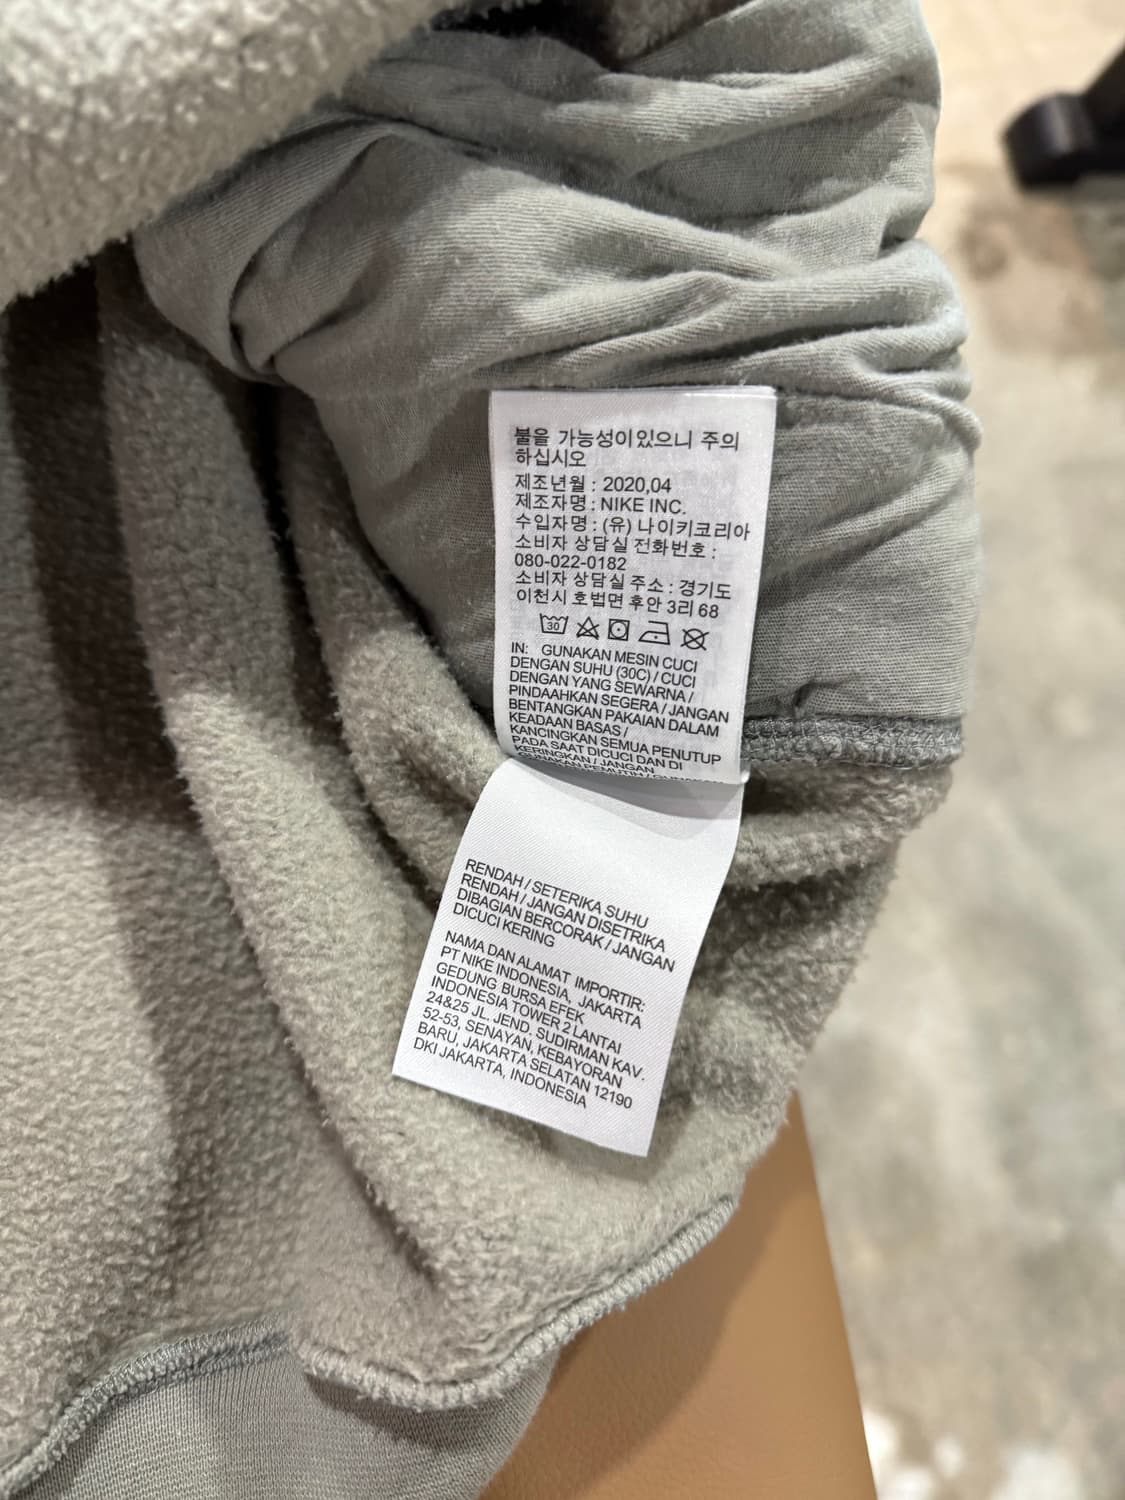 불을 가능성이있으니 주의
하십시오
제조년월 : 2020,04
제조자명 : NIKE INC.
수입자명 : (유) 나이키코리아
소비자 상담실 전화번호 :
080-022-0182
소비자 상담실 주소 : 경기도
이천시 호법면 후안 3리 68
30
IN: GUNAKAN MESIN CUCI
DENGAN SUHU (30C) / CUCI
DENGAN YANG SEWARNA /
PINDAAHKAN SEGERA / JANGAN
BENTANGKAN PAKAIAN DALAM
KEADAAN BASAS /
KANCINGKAN SEMUA PENUTUP
PADA SAAT DICUCI DAN DI
KERINGKAN / JANGAN
GUNAKAN PEMUTIH /
RENDAH / SETERIKA SUHU
RENDAH / JANGAN DISETRIKA
DIBAGIAN BERCORAK / JANGAN
DICUCI KERING
NAMA DAN ALAMAT IMPORTIR:
PT NIKE INDONESIA, JAKARTA
GEDUNG BURSA EFEK
INDONESIA TOWER 2 LANTAI
24&25 JL. JEND. SUDIRMAN KAV.
52-53, SENAYAN, KEBAYORAN
BARU, JAKARTA SELATAN 12190
DKI JAKARTA, INDONESIA